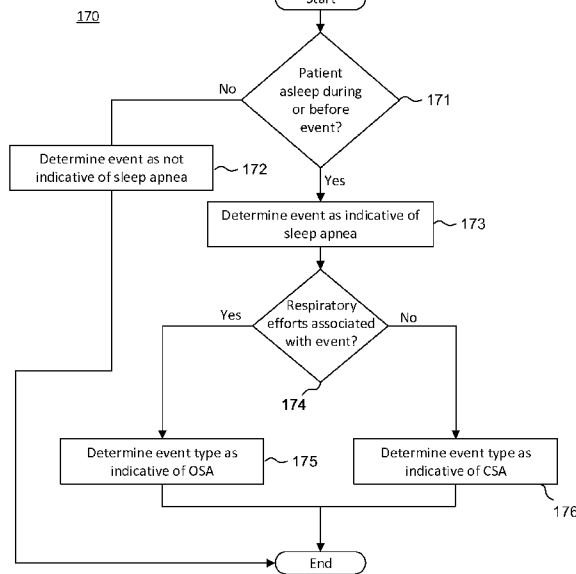 Start
170
Patient
asleep during
or before
event?
171
No
Yes
Determine event as not
indicative of sleep apnea
172
Determine event as indicative of
sleep apnea
173
Respiratory
efforts associated
with event?
Yes
No
174
Determine event type as
indicative of OSA
175
Determine event type as
indicative of CSA
176
End